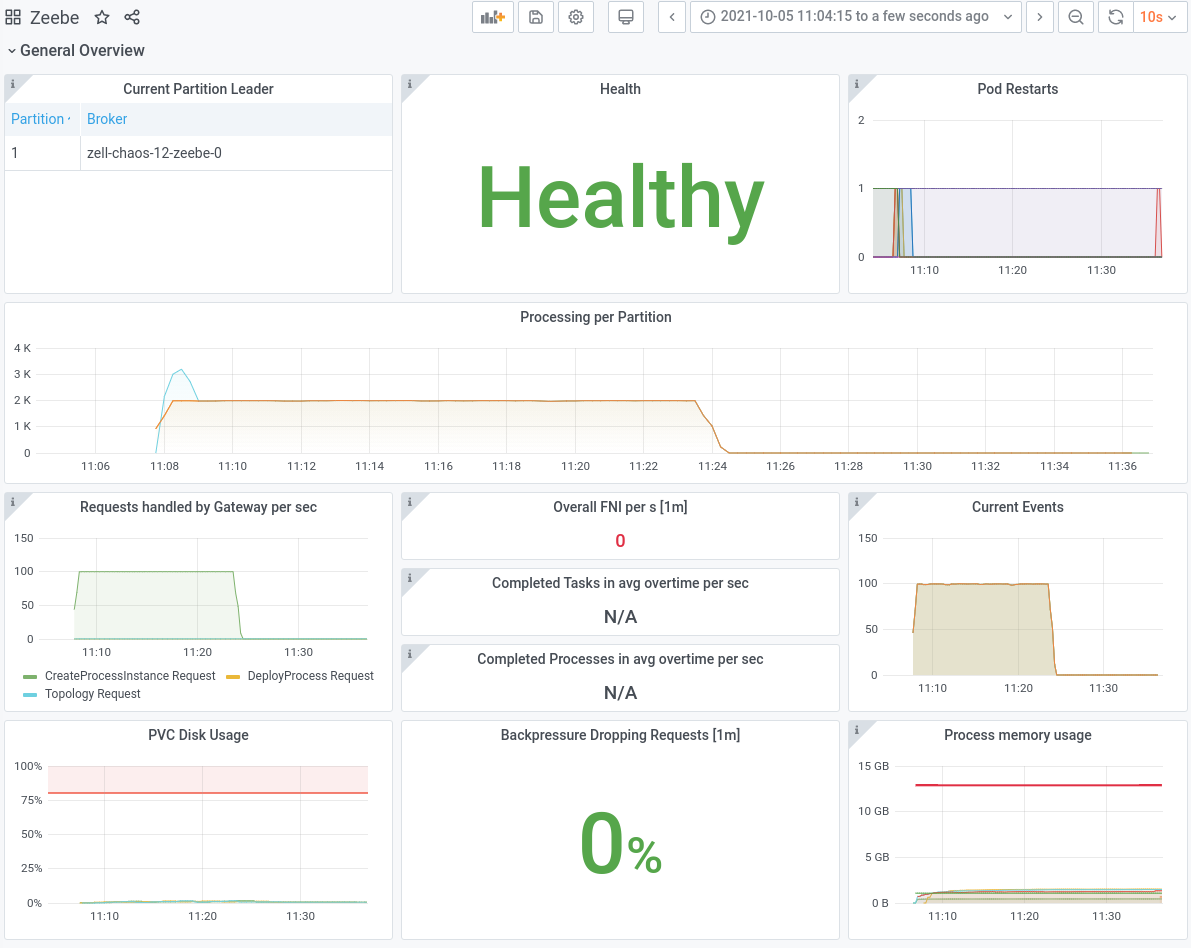 Zeebe
2021-10-05 11:04:15 to a few seconds ago
10s
General Overview
Current Partition Leader
Partition Broker
1 zell-chaos-12-zeebe-0
Health
Healthy
Pod Restarts
2
1
0
11:10 11:20 11:30
Processing per Partition
4 K
3 K
2 K
1 K
0
11:06 11:08 11:10 11:12 11:14 11:16 11:18 11:20 11:22 11:24 11:26 11:28 11:30 11:32 11:34 11:36
Requests handled by Gateway per sec
150
100
50
0
11:10 11:20 11:30
CreateProcessInstance Request DeployProcess Request
Topology Request
Overall FNI per s [1m]
0
Completed Tasks in avg overtime per sec
N/A
Completed Processes in avg overtime per sec
N/A
Current Events
150
100
50
0
11:10 11:20 11:30
PVC Disk Usage
100%
75%
50%
25%
0%
11:10 11:20 11:30
Backpressure Dropping Requests [1m]
0%
Process memory usage
15 GB
10 GB
5 GB
0 B
11:10 11:20 11:30